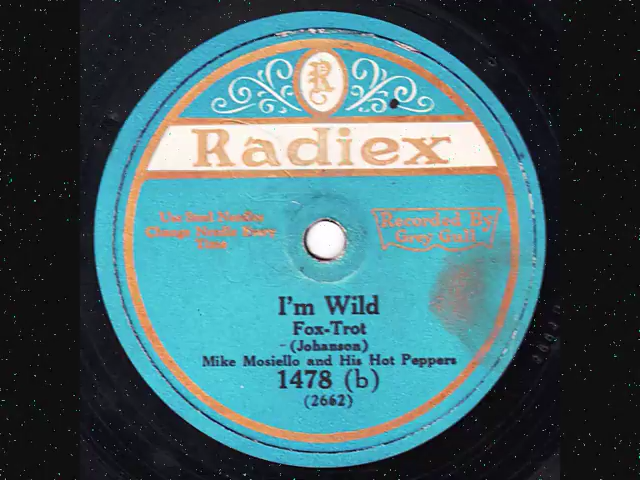 R
Radiex
Use Steel Needles
Change Needle Every
Time
Recorded By
Grey Gull
I'm Wild
Fox-Trot
(Johanson)
Mike Mosiello and His Hot Peppers
1478 (b)
(2662)